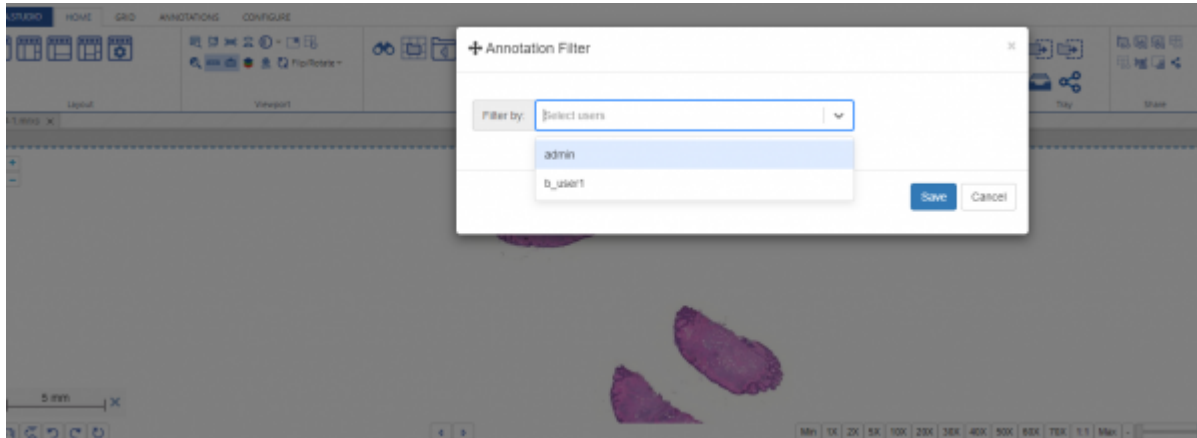 STUDIO HOME GRID ANNOTATIONS CONFIGURE
Flip/Rotate
Layout Viewport Tray Share
Annotation Filter
Filter by: Select users
admin
b_user1
Save Cancel
5 mm
Min 1X 2X 5X 10X 20X 30X 40X 50X 60X 70X 1:1 Max -